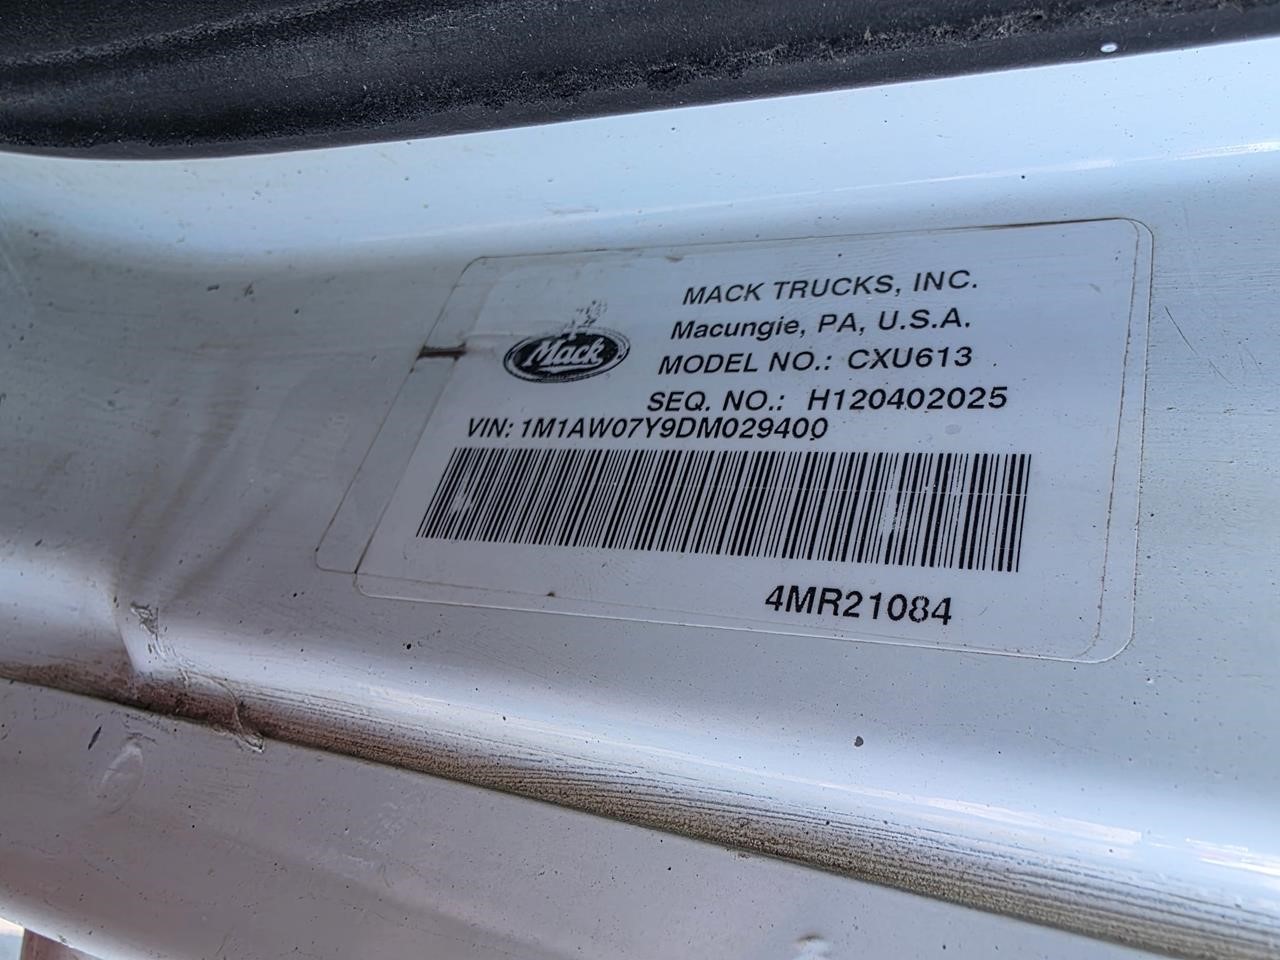 MACK TRUCKS, INC.
Macungie, PA, U.S.A.
Mack
MODEL NO.: CXU613
SEQ. NO.: H120402025
VIN: 1M1AW07Y9DM029400
4MR21084